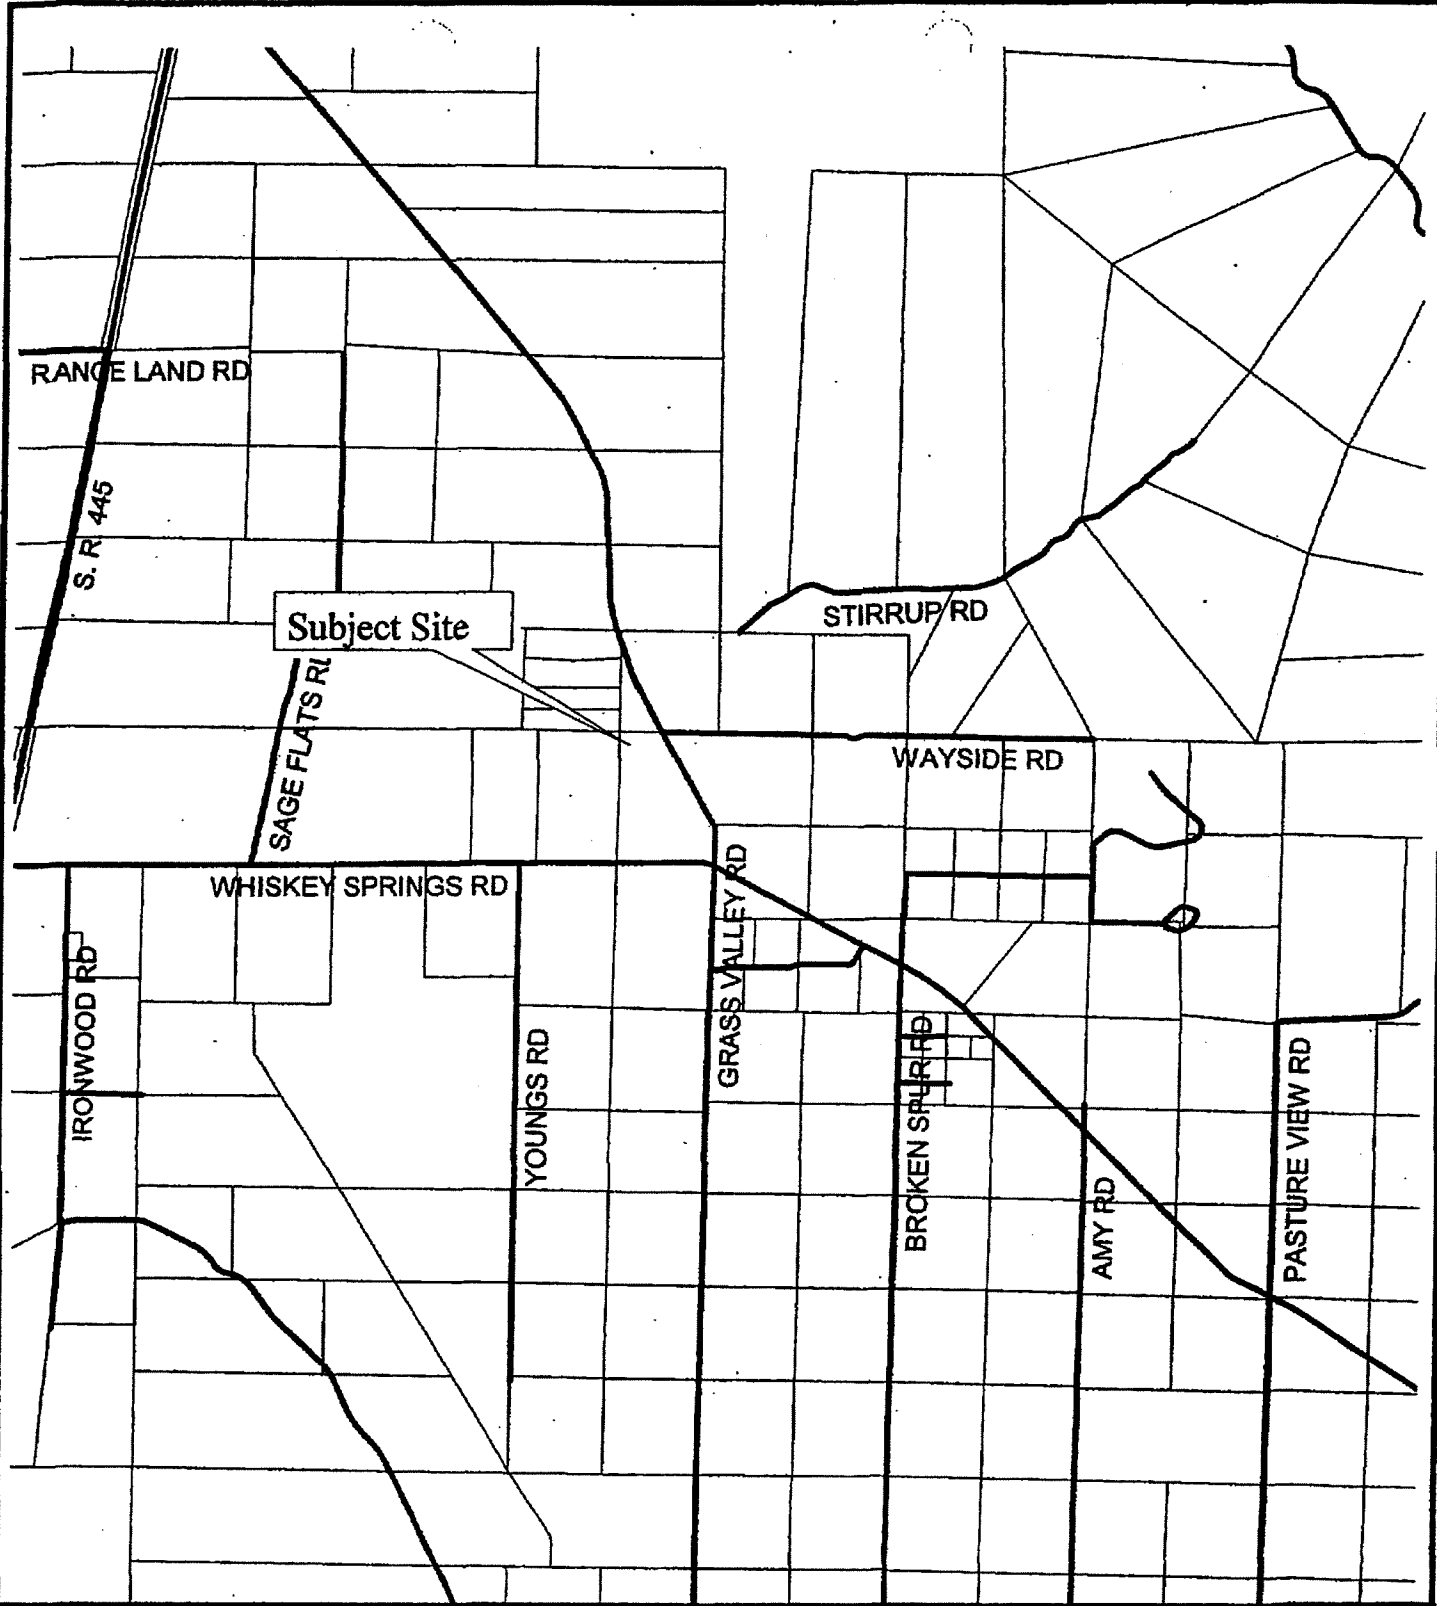 RANGE LAND RD
S. R. 445
Subject Site
STIRRUP RD
SAGE FLATS RD
WAYSIDE RD
WHISKEY SPRINGS RD
GRASS VALLEY RD
IRONWOOD RD
YOUNGS RD
BROKEN SPUR RD
AMY RD
PASTURE VIEW RD